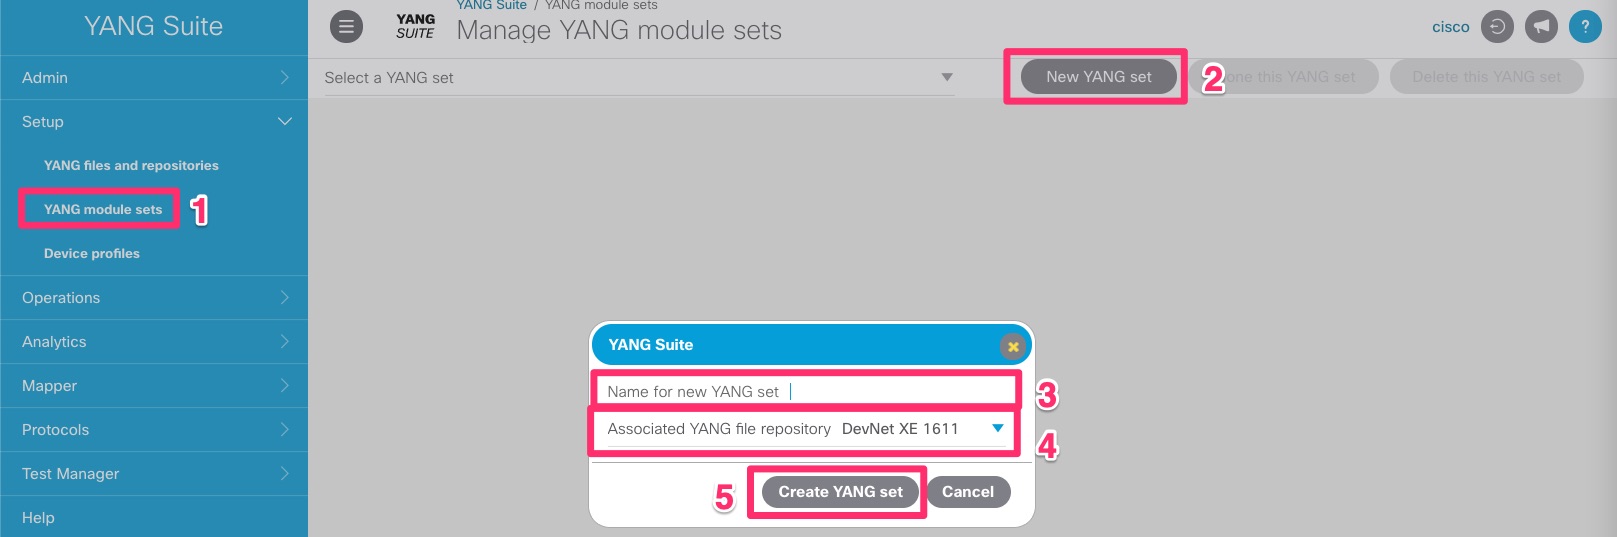 YANG Suite
Admin
Setup
YANG files and repositories
YANG module sets
1
Device profiles
Operations
Analytics
Mapper
Protocols
Test Manager
Help
YANG
SUITE
YANG Suite / YANG module sets
Manage YANG module sets
cisco
?
Select a YANG set
New YANG set
2
one this YANG set
Delete this YANG set
YANG Suite
Name for new YANG set
3
Associated YANG file repository DevNet XE 1611
4
5
Create YANG set
Cancel